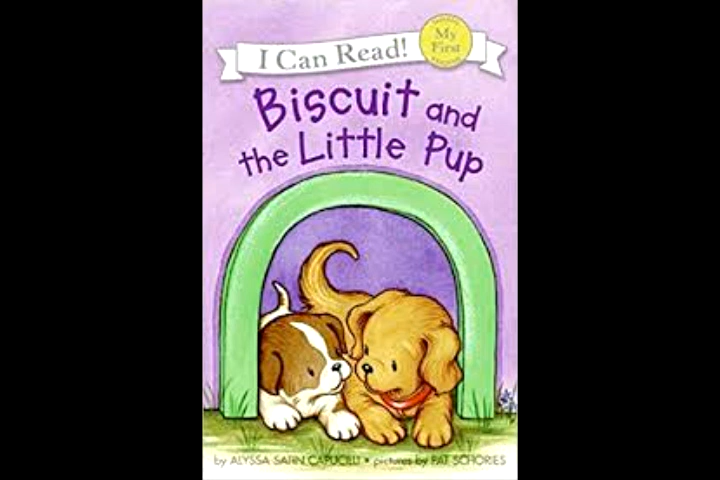 I Can Read!
My
First
Biscuit and
the Little Pup
by ALYSSA SATIN CAPUCILLI • pictures by PAT SCHORIES